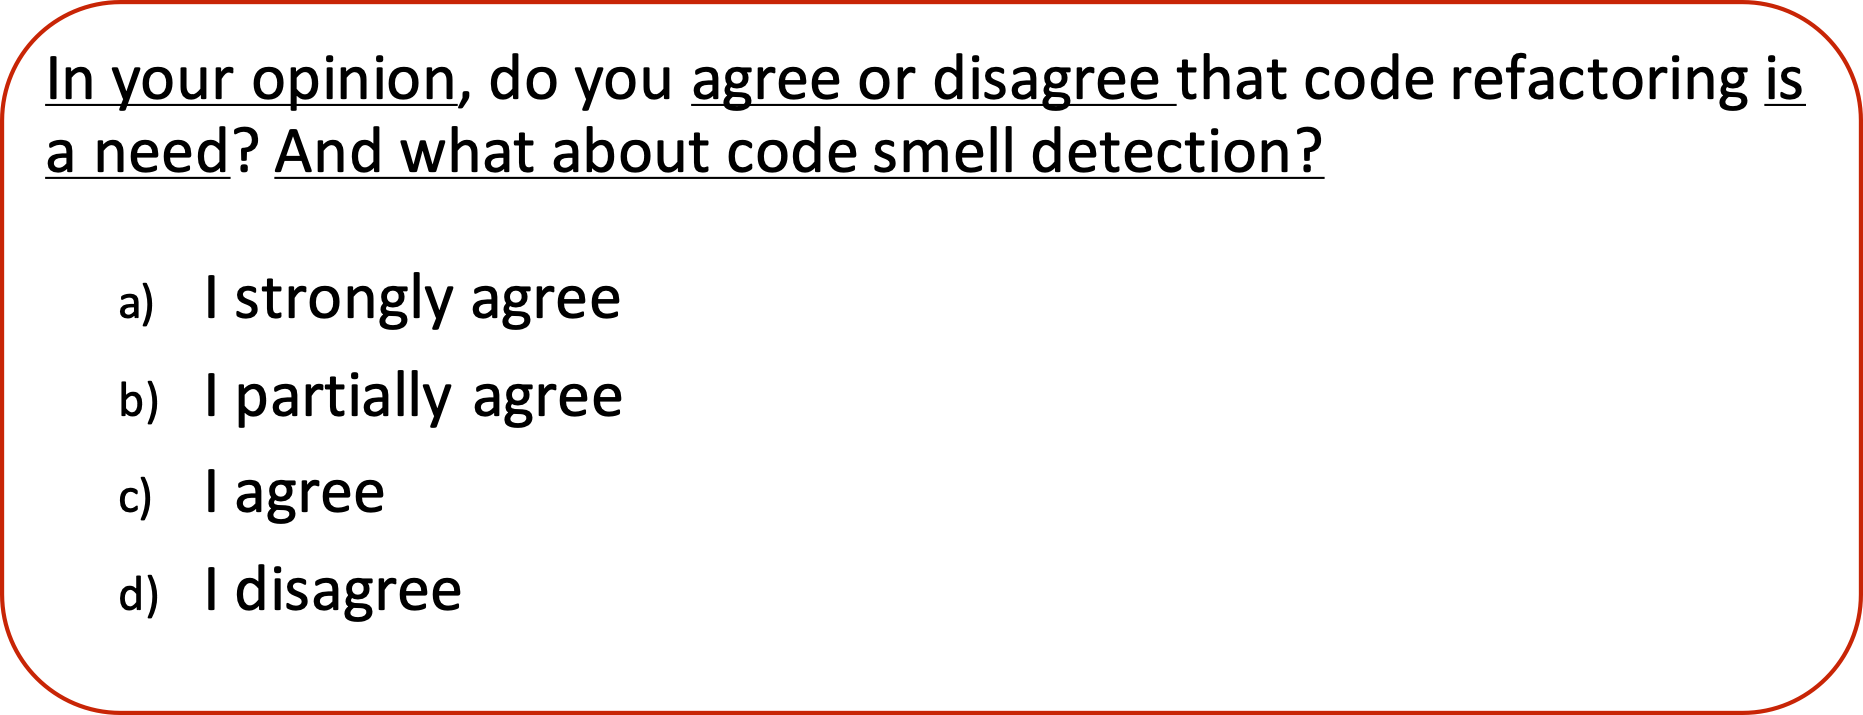 In your opinion, do you agree or disagree that code refactoring is
a need? And what about code smell detection?
a) I strongly agree
b) I partially agree
c) I agree
d) I disagree